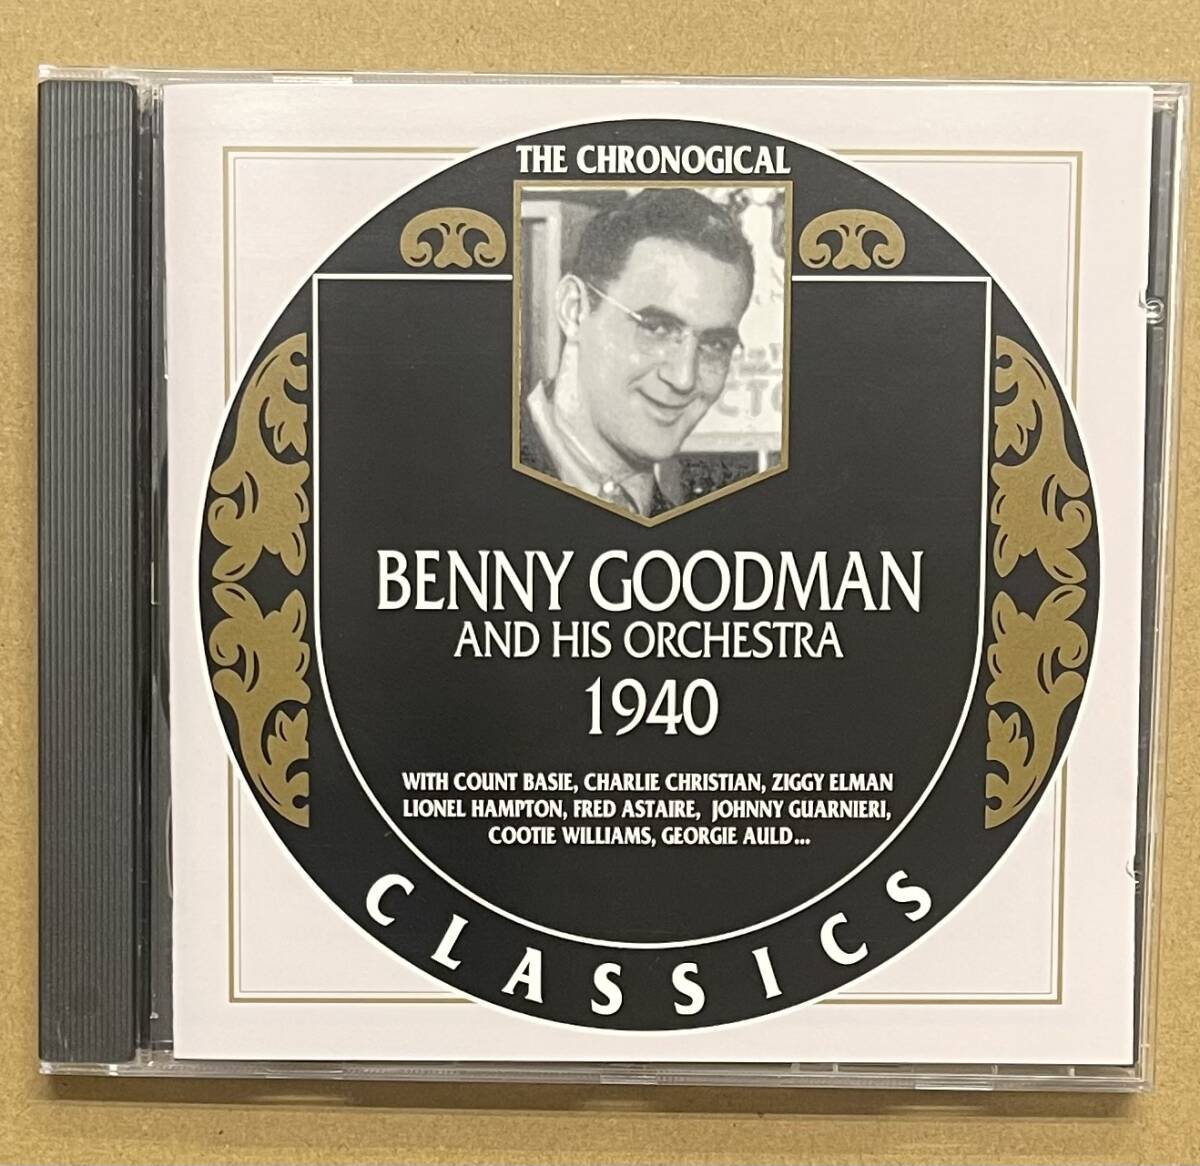 THE CHRONOGICAL
CTO
BENNY GOODMAN
AND HIS ORCHESTRA
1940
WITH COUNT BASIE, CHARLIE CHRISTIAN, ZIGGY ELMAN
LIONEL HAMPTON, FRED ASTAIRE, JOHNNY GUARNIERI,
COOTIE WILLIAMS, GEORGIE AULD...
CLASSICS